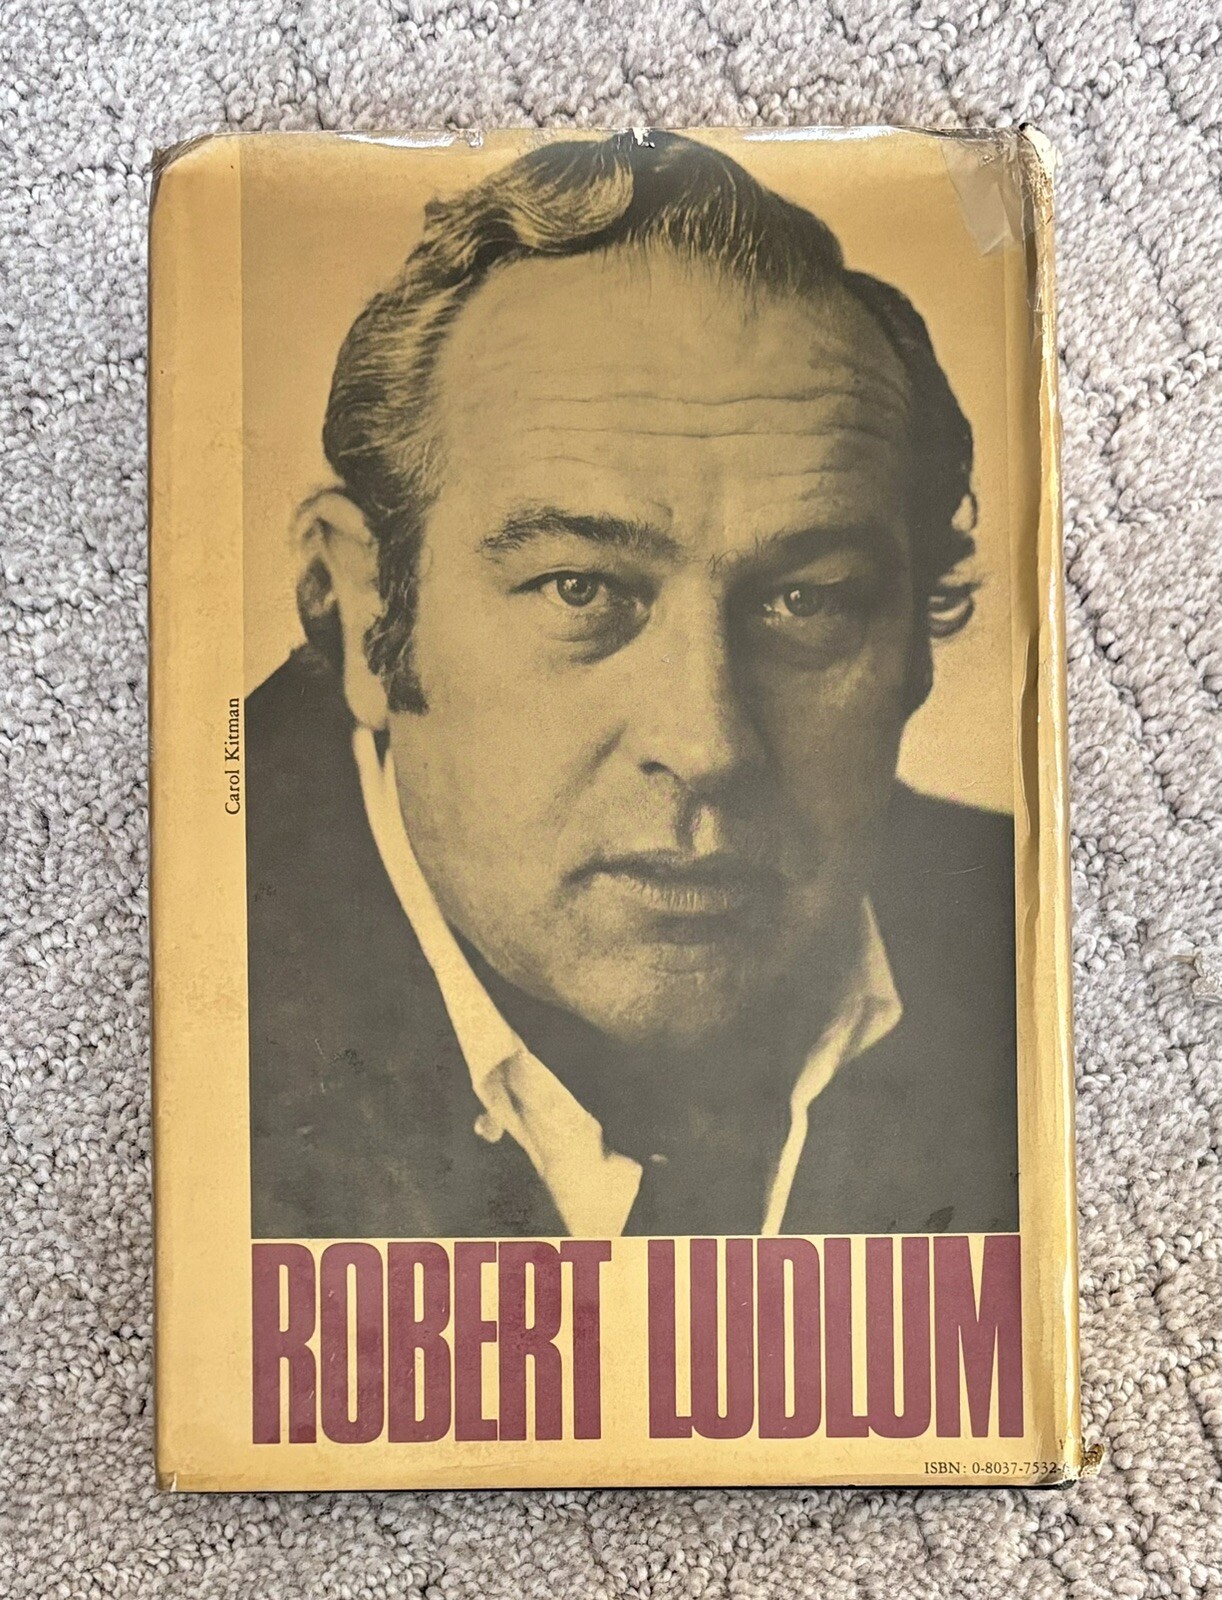 Carol Kitman
ROBERT LUDLUM
ISBN: 0-8037-7532-